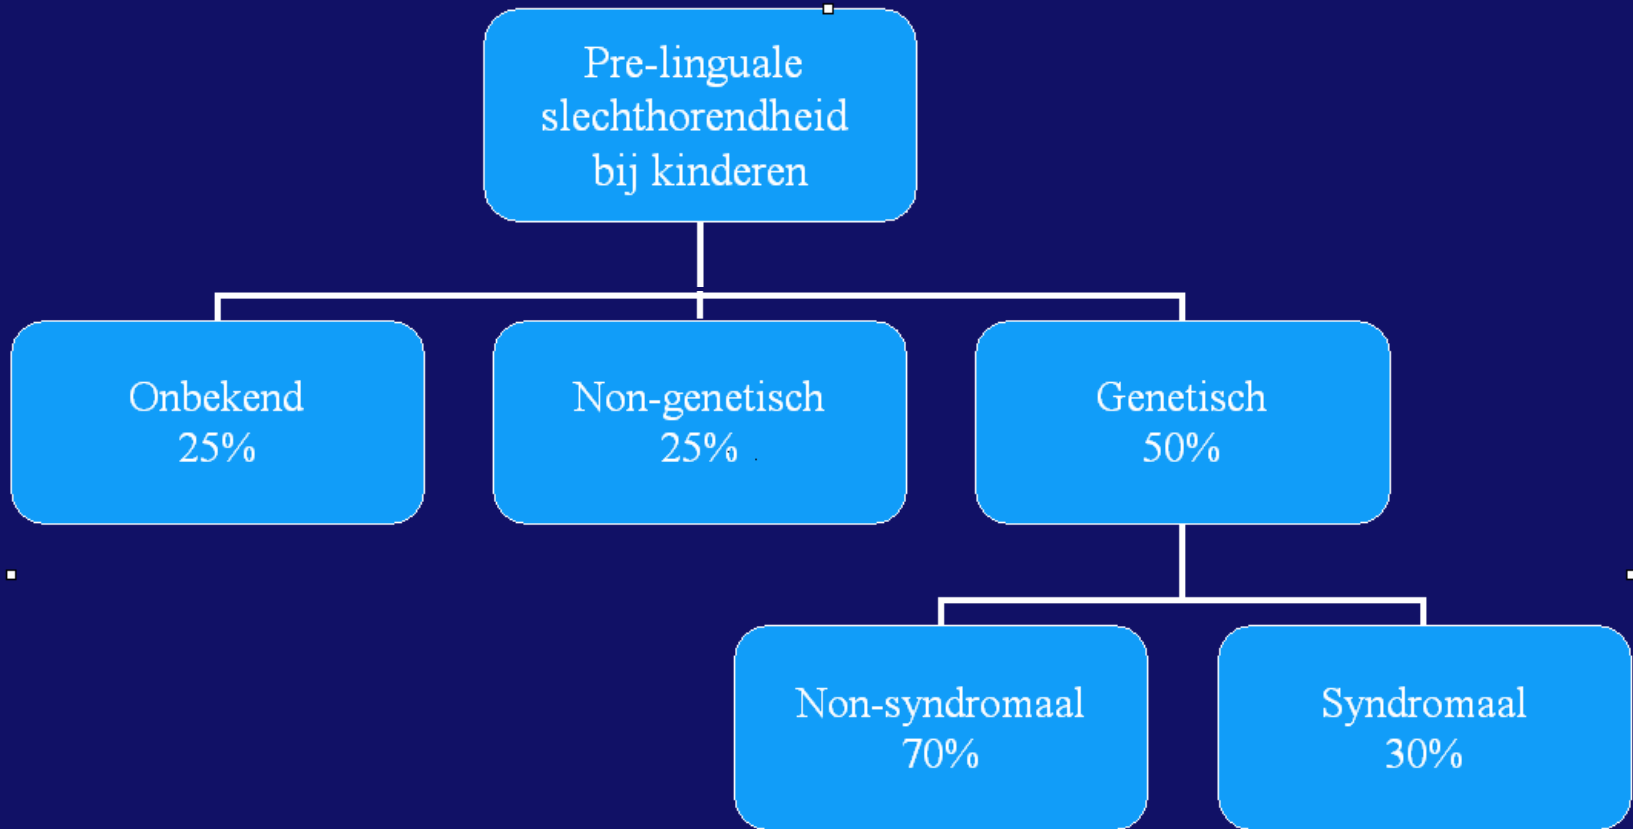 Pre-linguale
slechthorendheid
bij kinderen
Onbekend
25%
Non-genetisch
25%
Genetisch
50%
Non-syndromaal
70%
Syndromaal
30%